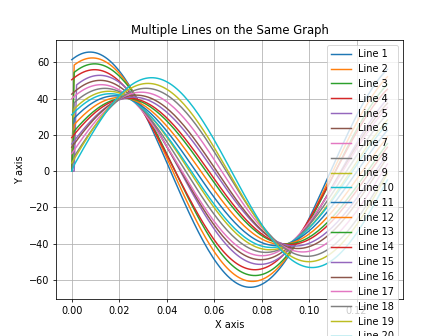 Multiple Lines on the Same Graph
Y axis
60
40
20
0
−20
−40
−60
0.00
0.02
0.04
0.06
0.08
0.10
X axis
Line 1
Line 2
Line 3
Line 4
Line 5
Line 6
Line 7
Line 8
Line 9
Line 10
Line 11
Line 12
Line 13
Line 14
Line 15
Line 16
Line 17
Line 18
Line 19
Line 20